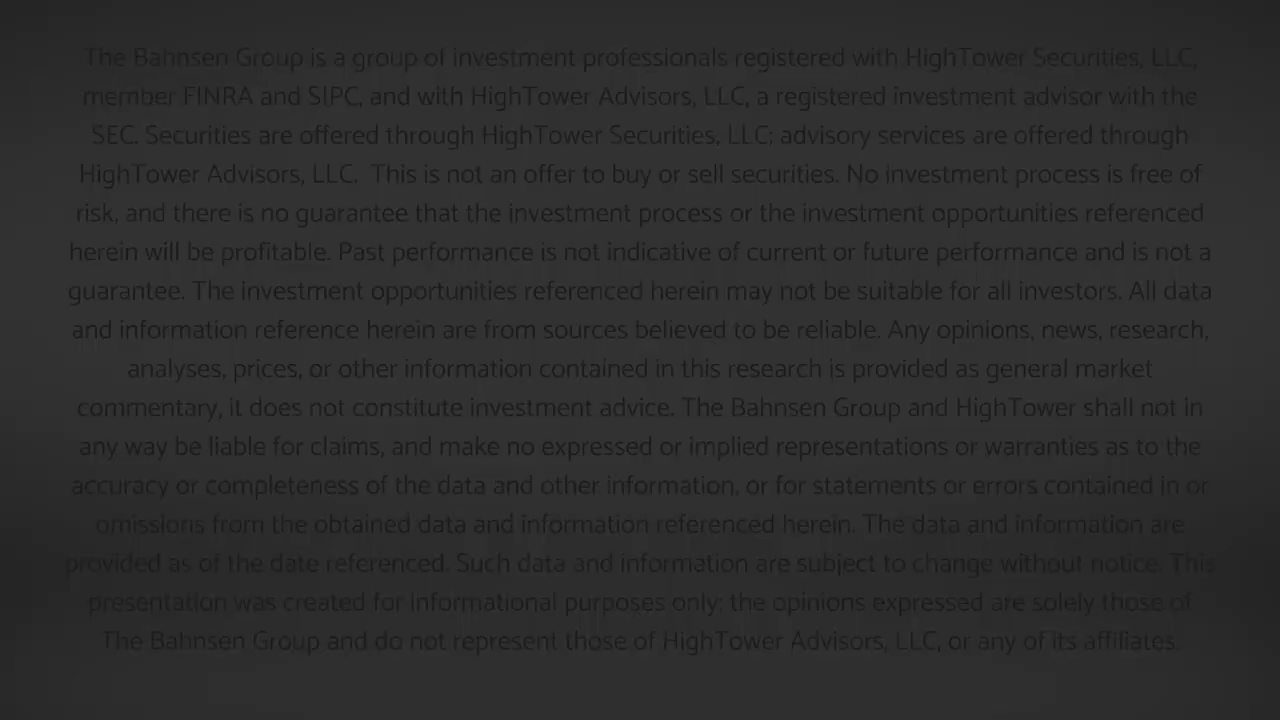 The Bahnsen Group is a group of investment professionals registered with HighTower Securities, LLC,
member FINRA and SIPC, and with HighTower Advisors, LLC, a registered investment advisor with the
SEC. Securities are offered through HighTower Securities, LLC; advisory services are offered through
HighTower Advisors, LLC.  This is not an offer to buy or sell securities. No investment process is free of
risk, and there is no guarantee that the investment process or the investment opportunities referenced
herein will be profitable. Past performance is not indicative of current or future performance and is not a
guarantee. The investment opportunities referenced herein may not be suitable for all investors. All data
and information reference herein are from sources believed to be reliable. Any opinions, news, research,
analyses, prices, or other information contained in this research is provided as general market
commentary, it does not constitute investment advice. The Bahnsen Group and HighTower shall not in
any way be liable for claims, and make no expressed or implied representations or warranties as to the
accuracy or completeness of the data and other information, or for statements or errors contained in or
omissions from the obtained data and information referenced herein. The data and information are
provided as of the date referenced. Such data and information are subject to change without notice. This
presentation was created for informational purposes only; the opinions expressed are solely those of
The Bahnsen Group and do not represent those of HighTower Advisors, LLC, or any of its affiliates.